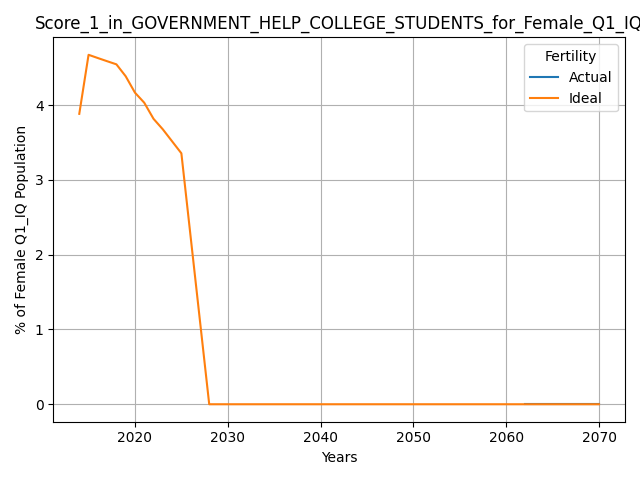 Score_1_in_GOVERNMENT_HELP_COLLEGE_STUDENTS_for_Female_Q1_IQ
Fertility
Actual
Ideal
% of Female Q1_IQ Population
4
3
2
1
0
2020 2030 2040 2050 2060 2070
Years